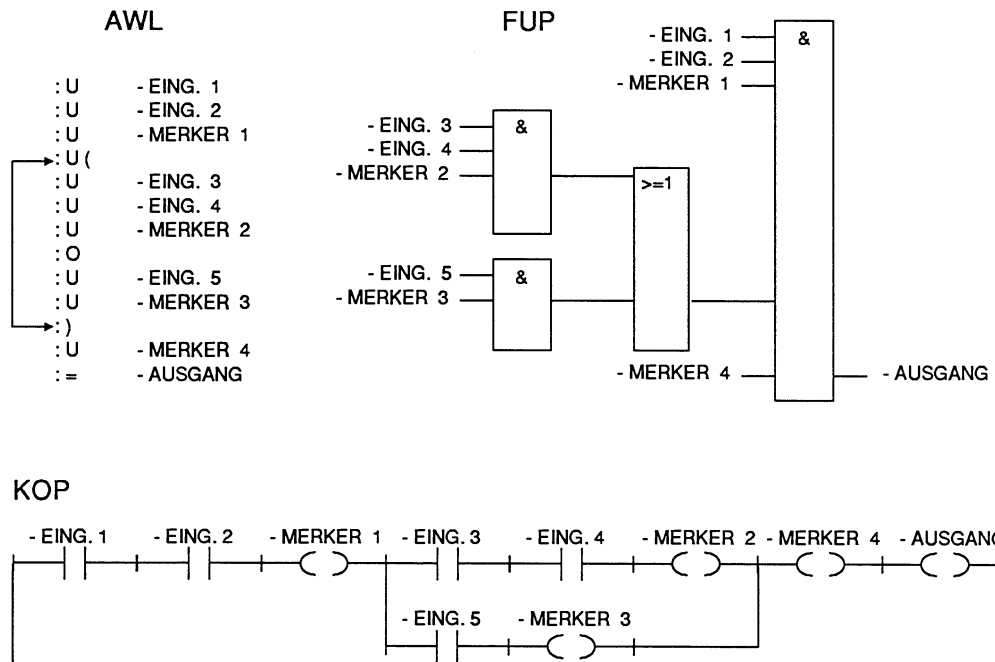 AWL
:U -EING. 1
:U -EING. 2
:U -MERKER 1
:U(
:U -EING. 3
:U -EING. 4
:U -MERKER 2
:O
:U -EING. 5
:U -MERKER 3
:)
:U -MERKER 4
:= -AUSGANG
FUP
-EING. 1
-EING. 2
-MERKER 1
&
-EING. 3
-EING. 4
-MERKER 2
&
>=1
-EING. 5
-MERKER 3
&
-MERKER 4
-AUSGANG
KOP
-EING.1 -EING.2 -MERKER 1 -EING.3 -EING.4 -MERKER 2 -MERKER 4 -AUSGANG
-EING.5 -MERKER 3